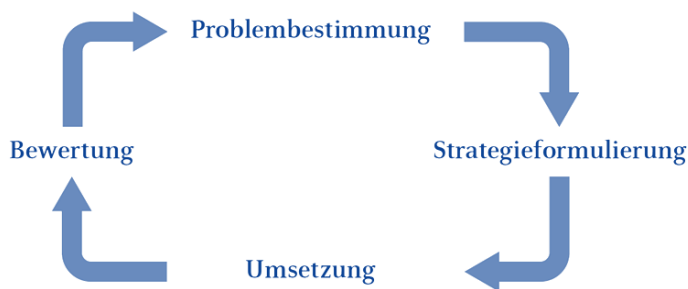 Problembestimmung
Bewertung
Strategieformulierung
Umsetzung